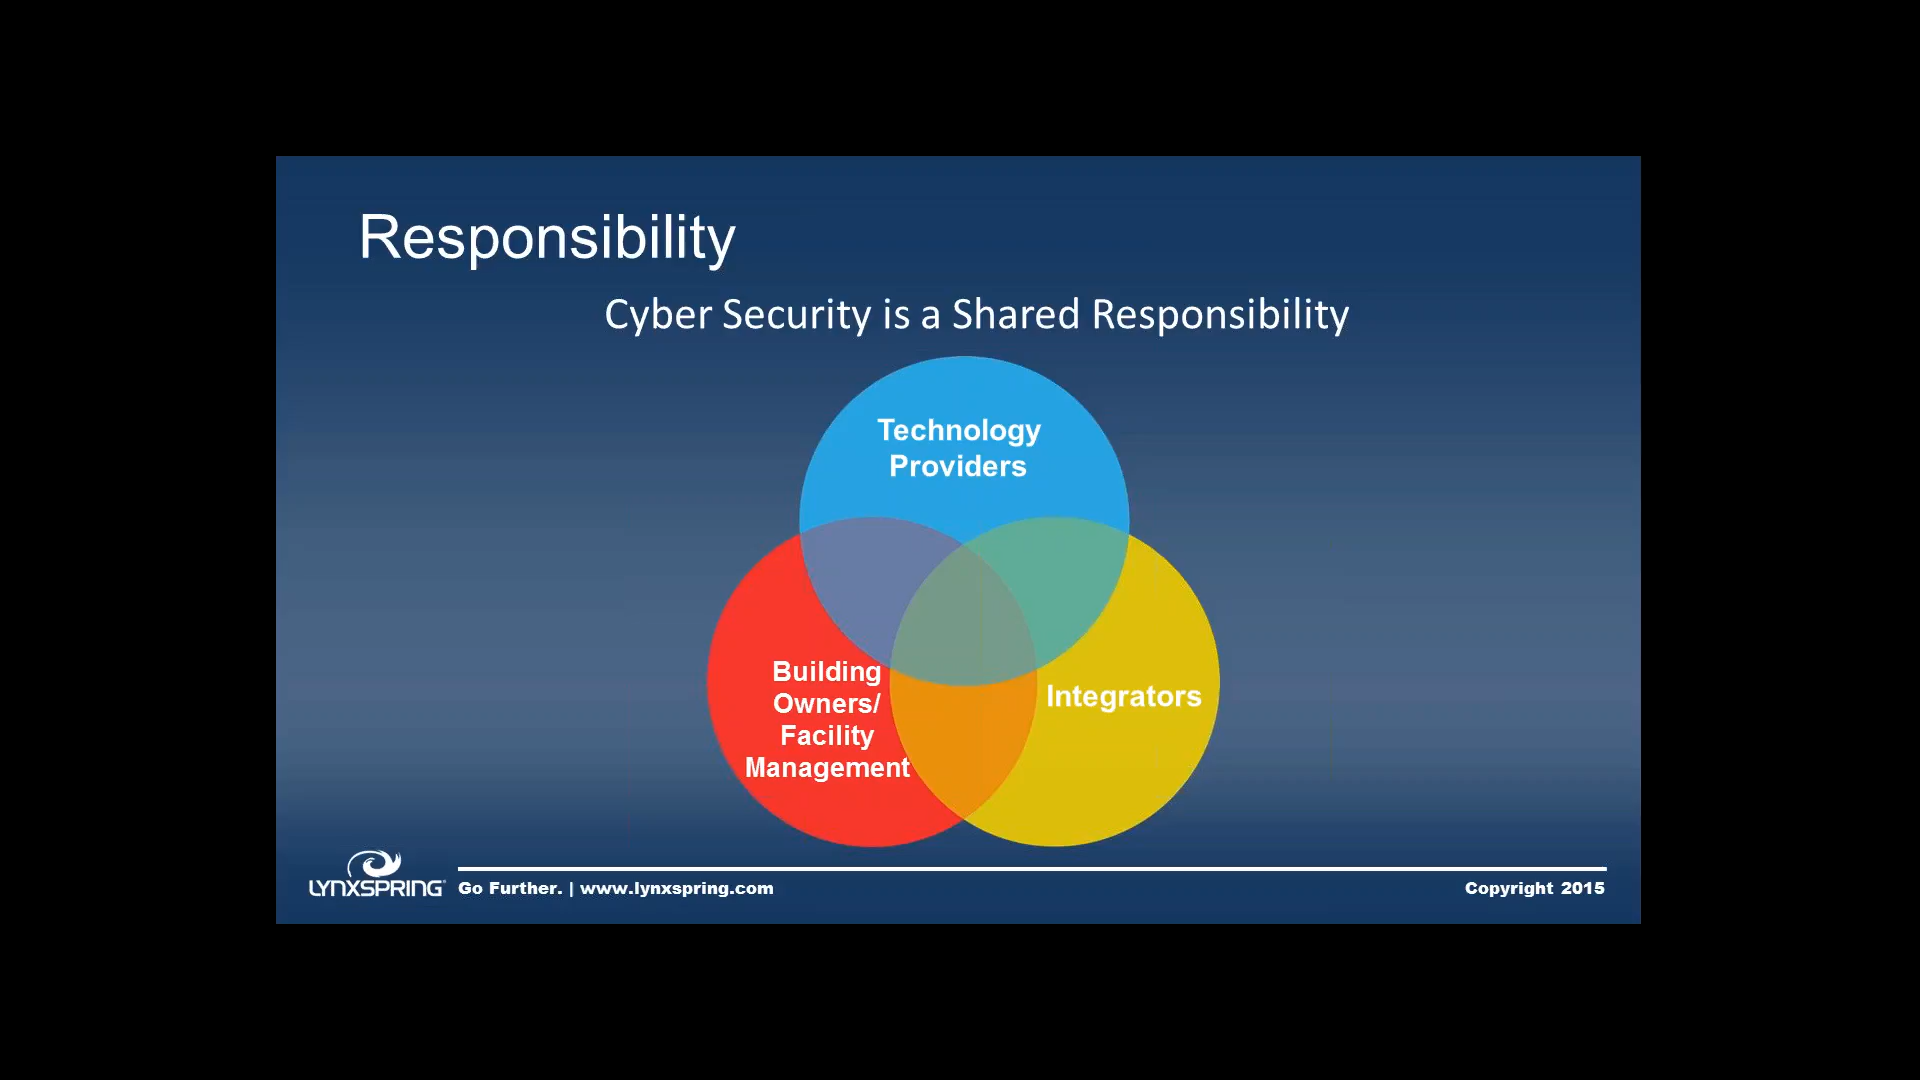 Responsibility
Cyber Security is a Shared Responsibility
Technology
Providers
Building
Owners/
Facility
Management
Integrators
LYNXSPRING
Go Further. | www.lynxspring.com
Copyright 2015